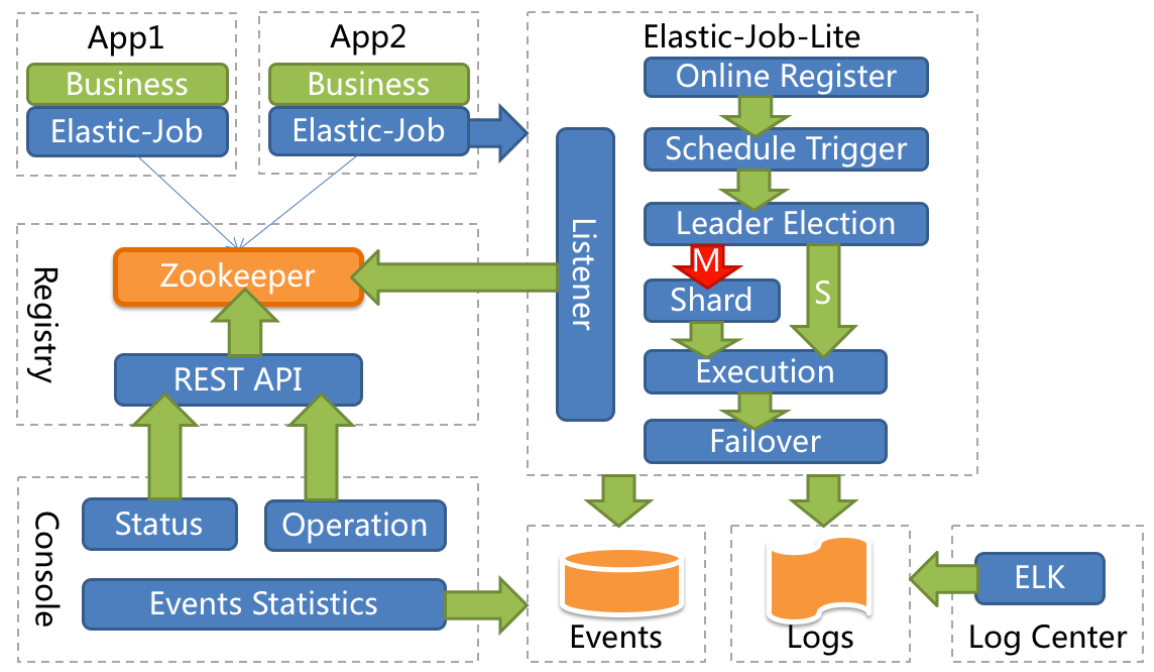 App1
Business
Elastic-Job
App2
Business
Elastic-Job
Elastic-Job-Lite
Online Register
Schedule Trigger
Leader Election
M
S
Shard
Execution
Failover
Listener
Registry
Zookeeper
REST API
Console
Status
Operation
Events Statistics
Events
Logs
ELK
Log Center